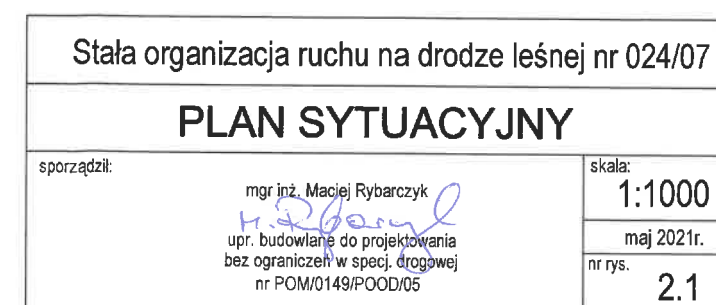 Stała organizacja ruchu na drodze leśnej nr 024/07
PLAN SYTUACYJNY
sporządził:
mgr inż. Maciej Rybarczyk
M. Rybarczyk
upr. budowlane do projektowania
bez ograniczeń w specj. drogowej
nr POM/0149/POOD/05
skala:
1:1000
maj 2021r.
nr rys.
2.1